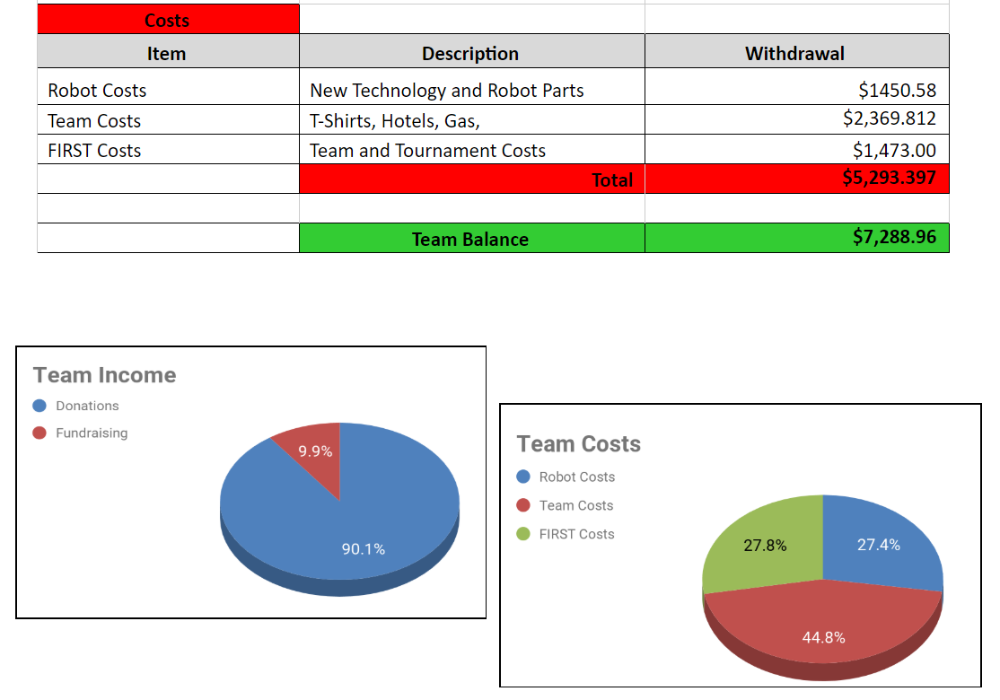 Costs
Item Description Withdrawal
Robot Costs New Technology and Robot Parts $1450.58
Team Costs T-Shirts, Hotels, Gas, $2,369.812
FIRST Costs Team and Tournament Costs $1,473.00
Total $5,293.397
Team Balance $7,288.96
Team Income
Donations
Fundraising
9.9%
90.1%
Team Costs
Robot Costs
Team Costs
FIRST Costs
27.8% 27.4%
44.8%